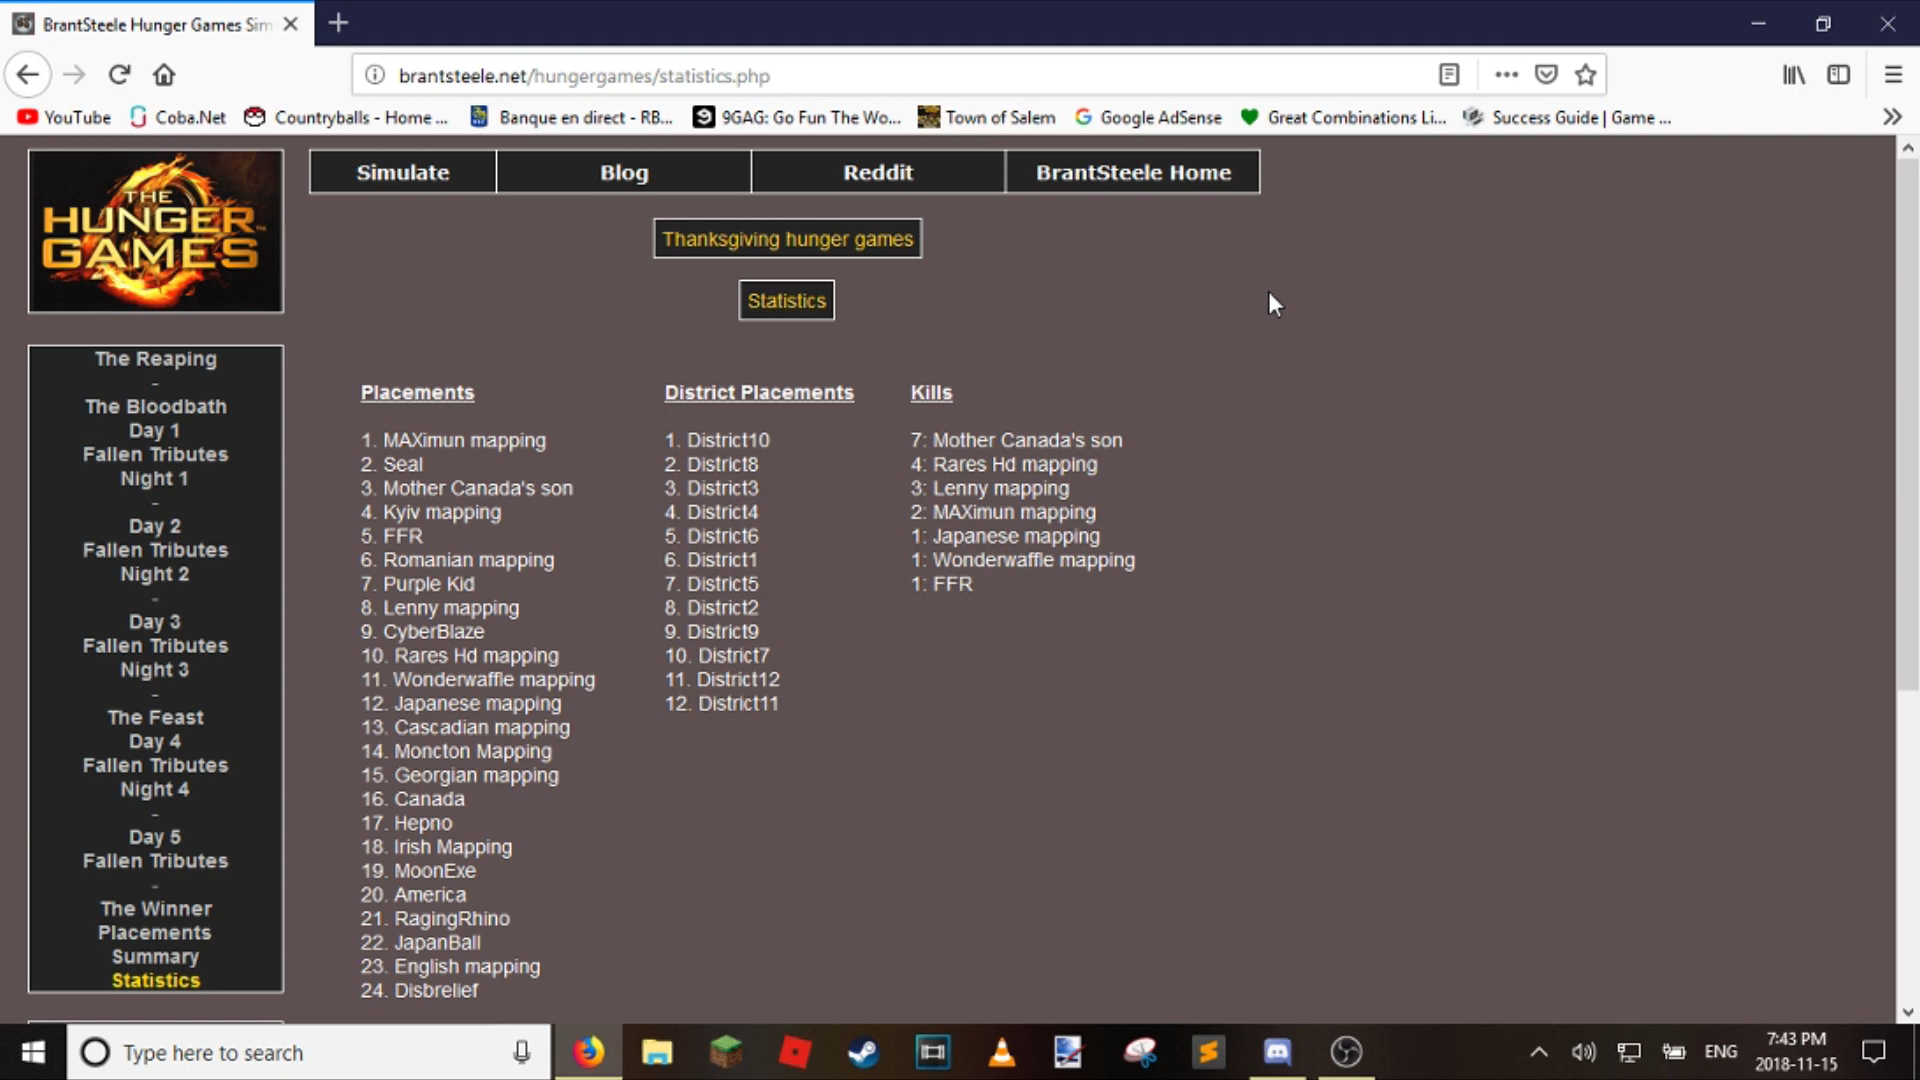 BrantSteele Hunger Games Sim
brantsteele.net/hungergames/statistics.php
YouTube
Coba.Net
Countryballs - Home ...
Banque en direct - RB...
9GAG: Go Fun The Wo...
Town of Salem
Google AdSense
Great Combinations Li...
Success Guide | Game ...
THE
HUNGER
GAMES
Simulate
Blog
Reddit
BrantSteele Home
Thanksgiving hunger games
Statistics
The Reaping
-
The Bloodbath
Day 1
Fallen Tributes
Night 1
-
Day 2
Fallen Tributes
Night 2
-
Day 3
Fallen Tributes
Night 3
-
The Feast
Day 4
Fallen Tributes
Night 4
-
Day 5
Fallen Tributes
-
The Winner
Placements
Summary
Statistics
Placements
1. MAXimun mapping
2. Seal
3. Mother Canada's son
4. Kyiv mapping
5. FFR
6. Romanian mapping
7. Purple Kid
8. Lenny mapping
9. CyberBlaze
10. Rares Hd mapping
11. Wonderwaffle mapping
12. Japanese mapping
13. Cascadian mapping
14. Moncton Mapping
15. Georgian mapping
16. Canada
17. Hepno
18. Irish Mapping
19. MoonExe
20. America
21. RagingRhino
22. JapanBall
23. English mapping
24. Disbrelief
District Placements
1. District10
2. District8
3. District3
4. District4
5. District6
6. District1
7. District5
8. District2
9. District9
10. District7
11. District12
12. District11
Kills
7: Mother Canada's son
4: Rares Hd mapping
3: Lenny mapping
2: MAXimun mapping
1: Japanese mapping
1: Wonderwaffle mapping
1: FFR
Type here to search
ENG
7:43 PM
2018-11-15